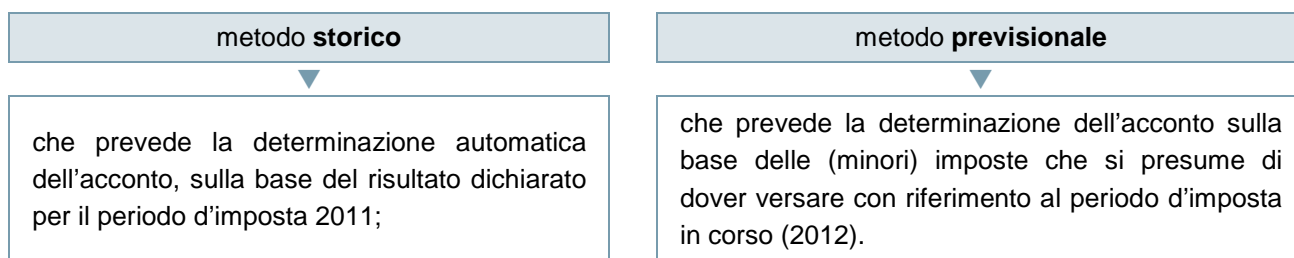 metodo storico
che prevede la determinazione automatica
dell’acconto, sulla base del risultato dichiarato
per il periodo d’imposta 2011;
metodo previsionale
che prevede la determinazione dell’acconto sulla
base delle (minori) imposte che si presume di
dover versare con riferimento al periodo d’imposta
in corso (2012).